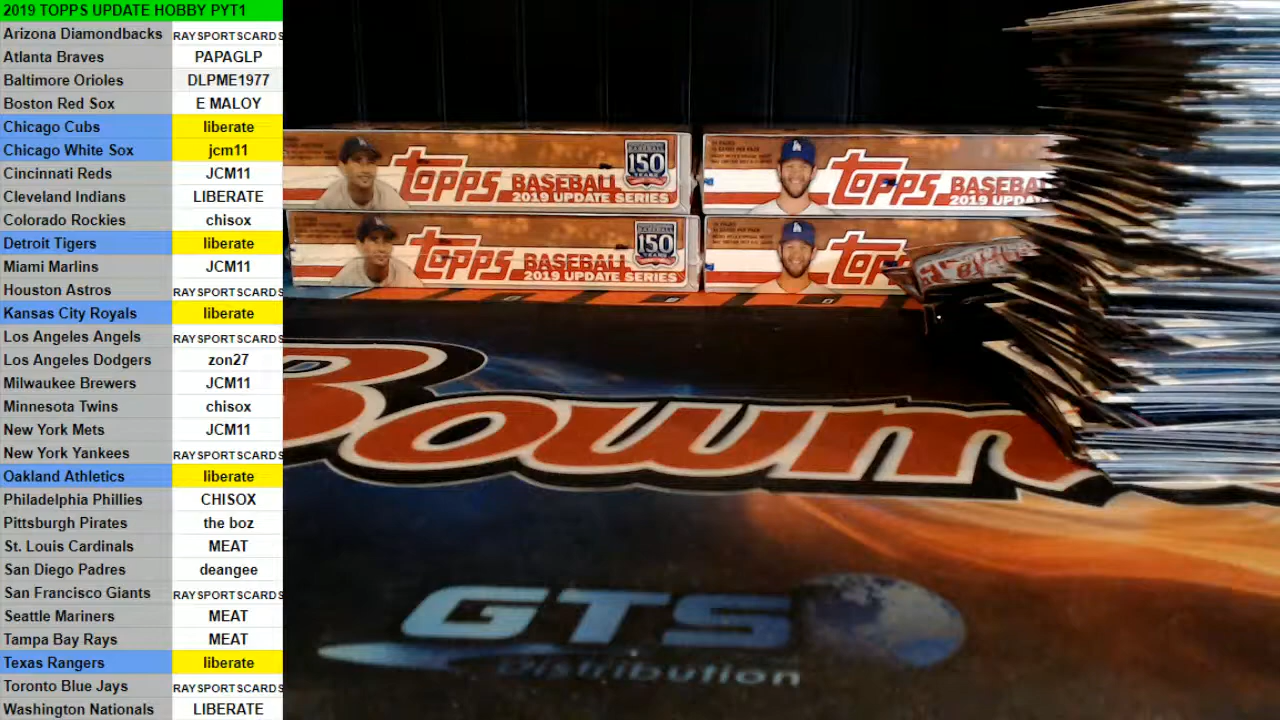 2019 TOPPS UPDATE HOBBY PYT1
Arizona Diamondbacks RAYSPORTSCARDS
Atlanta Braves PAPAGLP
Baltimore Orioles DLPME1977
Boston Red Sox E MALOY
Chicago Cubs liberate
Chicago White Sox jcm11
Cincinnati Reds JCM11
Cleveland Indians LIBERATE
Colorado Rockies chisox
Detroit Tigers liberate
Miami Marlins JCM11
Houston Astros RAYSPORTSCARDS
Kansas City Royals liberate
Los Angeles Angels RAYSPORTSCARDS
Los Angeles Dodgers zon27
Milwaukee Brewers JCM11
Minnesota Twins chisox
New York Mets JCM11
New York Yankees RAYSPORTSCARDS
Oakland Athletics liberate
Philadelphia Phillies CHISOX
Pittsburgh Pirates the boz
St. Louis Cardinals MEAT
San Diego Padres deangee
San Francisco Giants RAYSPORTSCARDS
Seattle Mariners MEAT
Tampa Bay Rays MEAT
Texas Rangers liberate
Toronto Blue Jays RAYSPORTSCARDS
Washington Nationals LIBERATE
Topps BASEBALL
2019 UPDATE SERIES
BASEBALL
150
YEARS
Topps BASEBAL
2019 UPDATE
Topps BASEBALL
2019 UPDATE SERIES
BASEBALL
150
YEARS
Topp
Bowm
GTS
Distribution